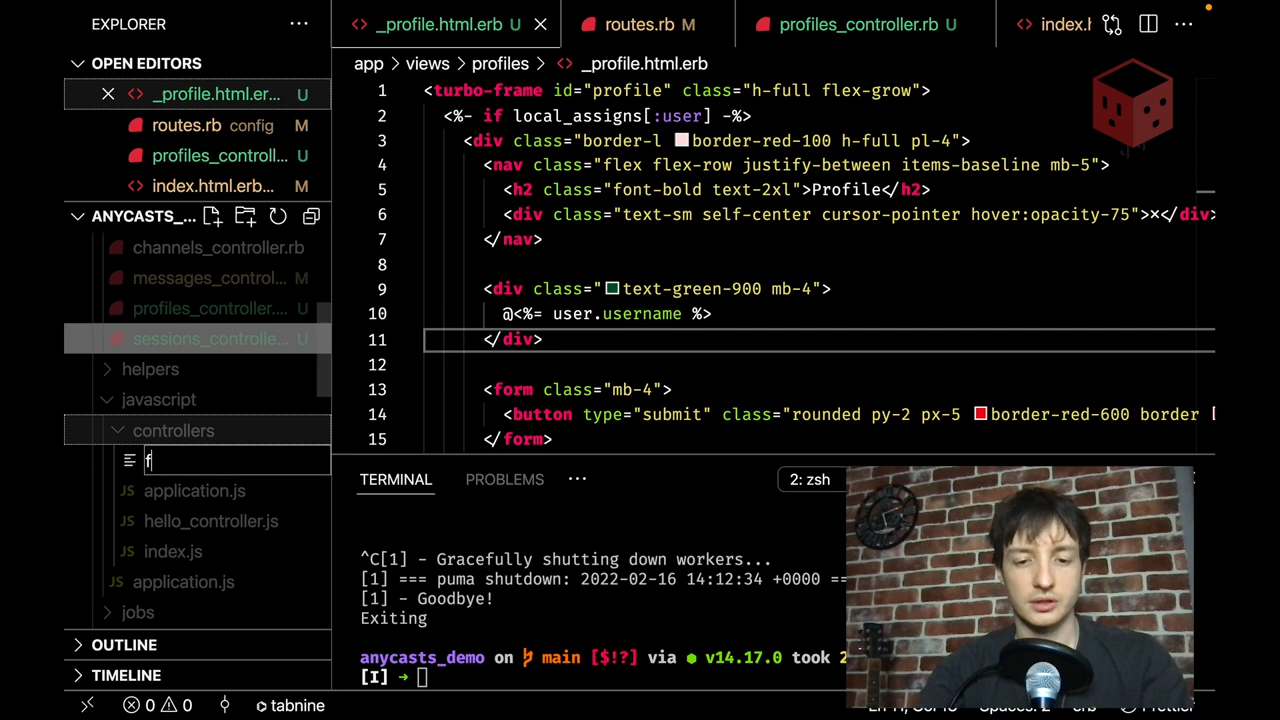 EXPLORER
_profile.html.erb U
routes.rb M
profiles_controller.rb U
index.h
OPEN EDITORS
_profile.html.er... U
routes.rb config M
profiles_controll... U
index.html.erb... M
ANYCASTS_...
channels_controller.rb
messages_control... M
profiles_controller.... U
sessions_controlle... U
helpers
javascript
controllers
f
application.js
hello_controller.js
index.js
application.js
jobs
OUTLINE
TIMELINE
app > views > profiles > _profile.html.erb
1 <turbo-frame id="profile" class="h-full flex-grow">
2 <%- if local_assigns[:user] -%>
3 <div class="border-l border-red-100 h-full pl-4">
4 <nav class="flex flex-row justify-between items-baseline mb-5">
5 <h2 class="font-bold text-2xl">Profile</h2>
6 <div class="text-sm self-center cursor-pointer hover:opacity-75">×</div>
7 </nav>
8
9 <div class="text-green-900 mb-4">
10 @<%= user.username %>
11 </div>
12
13 <form class="mb-4">
14 <button type="submit" class="rounded py-2 px-5 border-red-600 border
15 </form>
TERMINAL PROBLEMS 2: zsh
^C[1] - Gracefully shutting down workers...
[1] === puma shutdown: 2022-02-16 14:12:34 +0000 ==
[1] - Goodbye!
Exiting
anycasts_demo on main [$!?] via v14.17.0 took 2
[I] →
0 0 tabnine